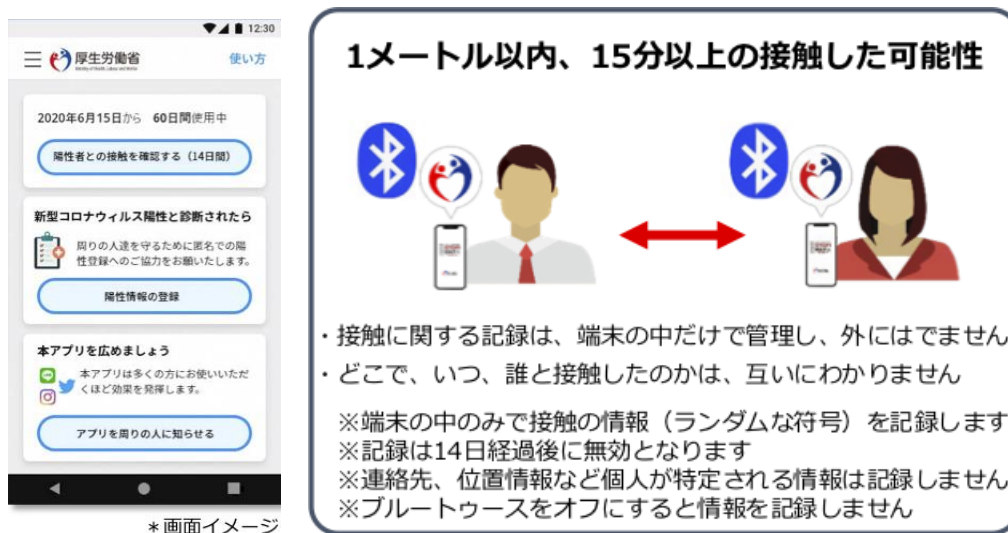 12:30
厚生労働省
使い方
2020年6月15日から 60日間使用中
陽性者との接触を確認する（14日間）
新型コロナウィルス陽性と診断されたら
周りの人達を守るために匿名での陽
性登録へのご協力をお願いいたします。
陽性情報の登録
本アプリを広めましょう
本アプリは多くの方にお使いいただ
くほど効果を発揮します。
アプリを周りの人に知らせる
＊画面イメージ
1メートル以内、15分以上の接触した可能性
・接触に関する記録は、端末の中だけで管理し、外にはでません
・どこで、いつ、誰と接触したのかは、互いにわかりません
※端末の中のみで接触の情報（ランダムな符号）を記録します
※記録は14日経過後に無効となります
※連絡先、位置情報など個人が特定される情報は記録しません
※ブルートゥースをオフにすると情報を記録しません